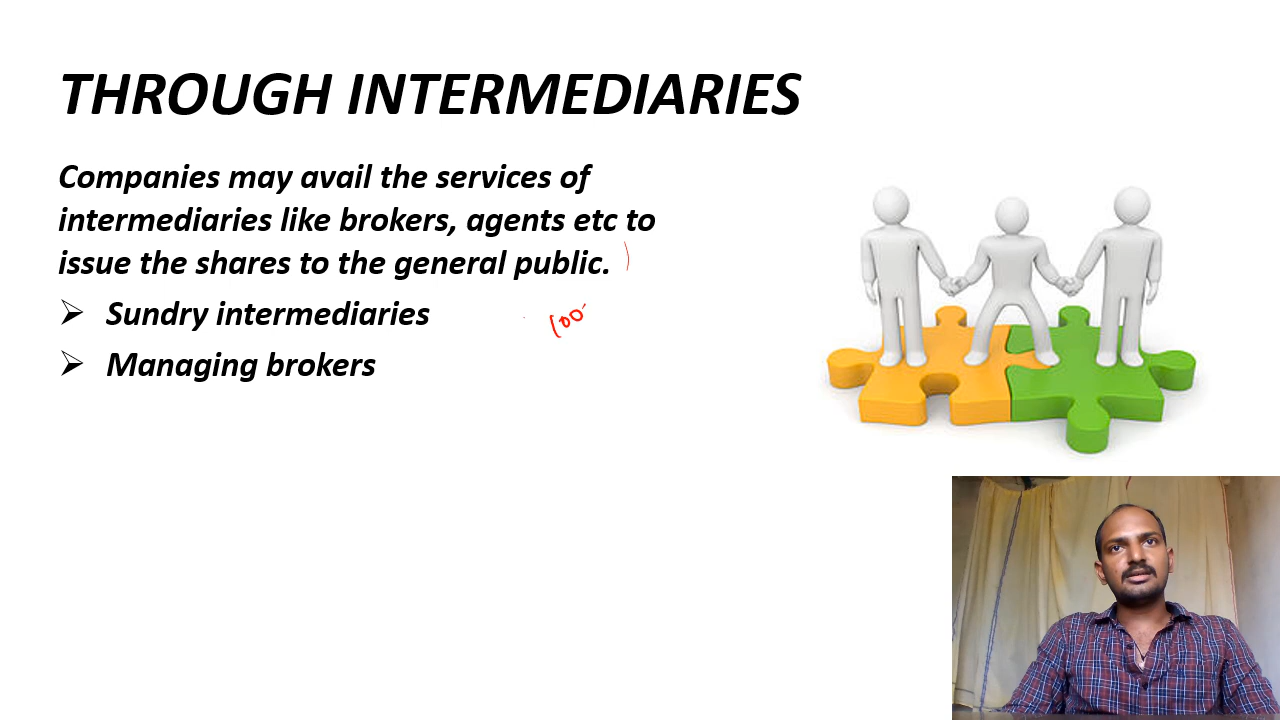 THROUGH INTERMEDIARIES
Companies may avail the services of
intermediaries like brokers, agents etc to
issue the shares to the general public.
Sundry intermediaries
100
Managing brokers